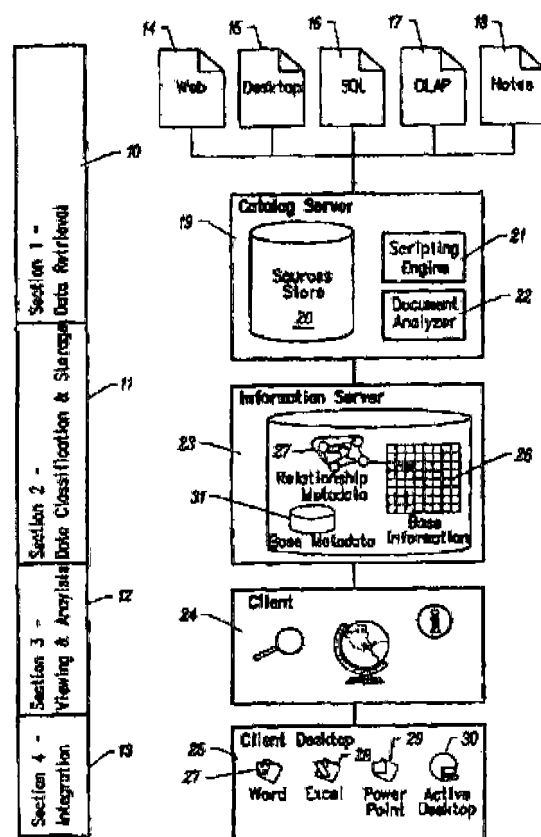 14
15
16
17
18
Web
Desktop
SQL
OLAP
Notes
10
Section 1 -
Data Retrieval
11
Section 2 -
Data Classification & Storage
12
Section 3 -
Viewing & Anaylsis
13
Section 4 -
Integration
Catalog Server
19
Sources
Store
20
Scripting
Engine
21
Document
Analyzer
22
Information Server
23
27
Relationship
Metadata
26
31
Base Metadata
Base
Information
Client
24
Client Desktop
25
27
28
29
30
Word
Excel
Power
Point
Active
Desktop